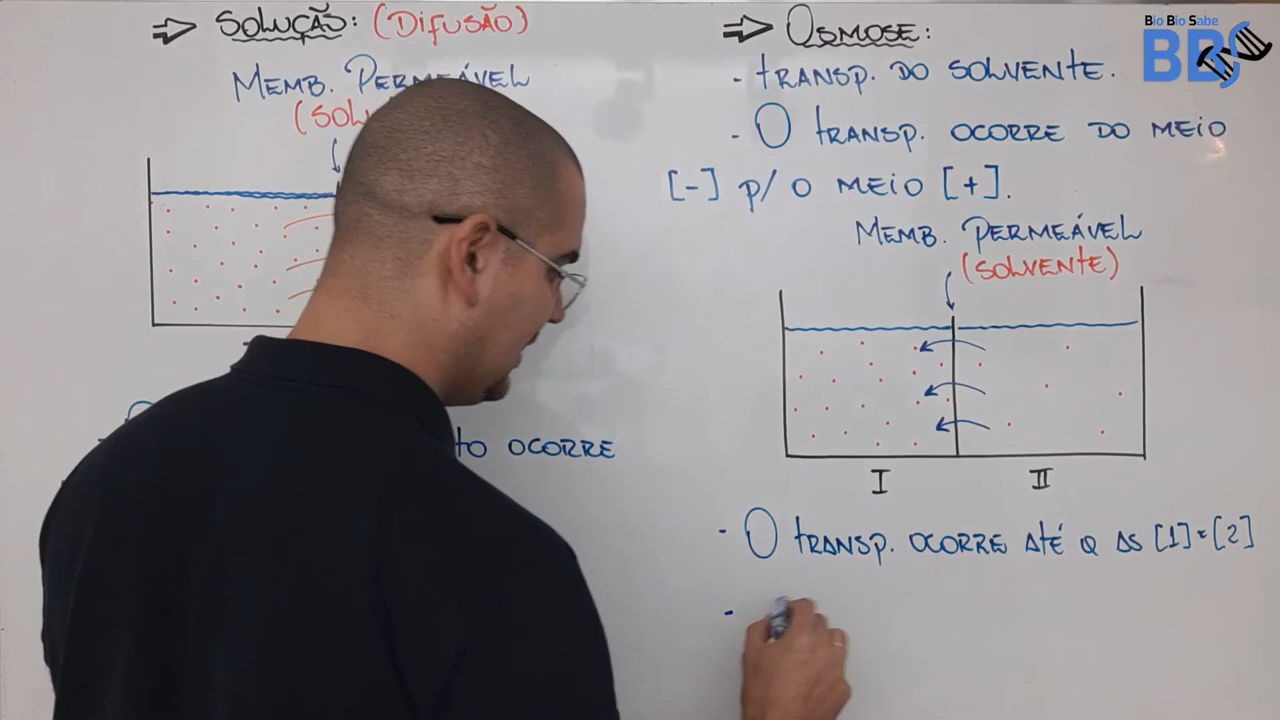 ⇒ SOLUÇÃO: (DIFUSÃO)
MEMB. PERMEÁVEL
OCORRE
⇒ OSMOSE:
- TRANSP. DO SOLVENTE.
- O TRANSP. OCORRE DO MEIO
[-] P/ O MEIO [+].
MEMB. PERMEÁVEL
(SOLVENTE)
I II
- O TRANSP. OCORRE ATÉ Q AS [1]=[2]
-
Bio Bio Sabe
BBS